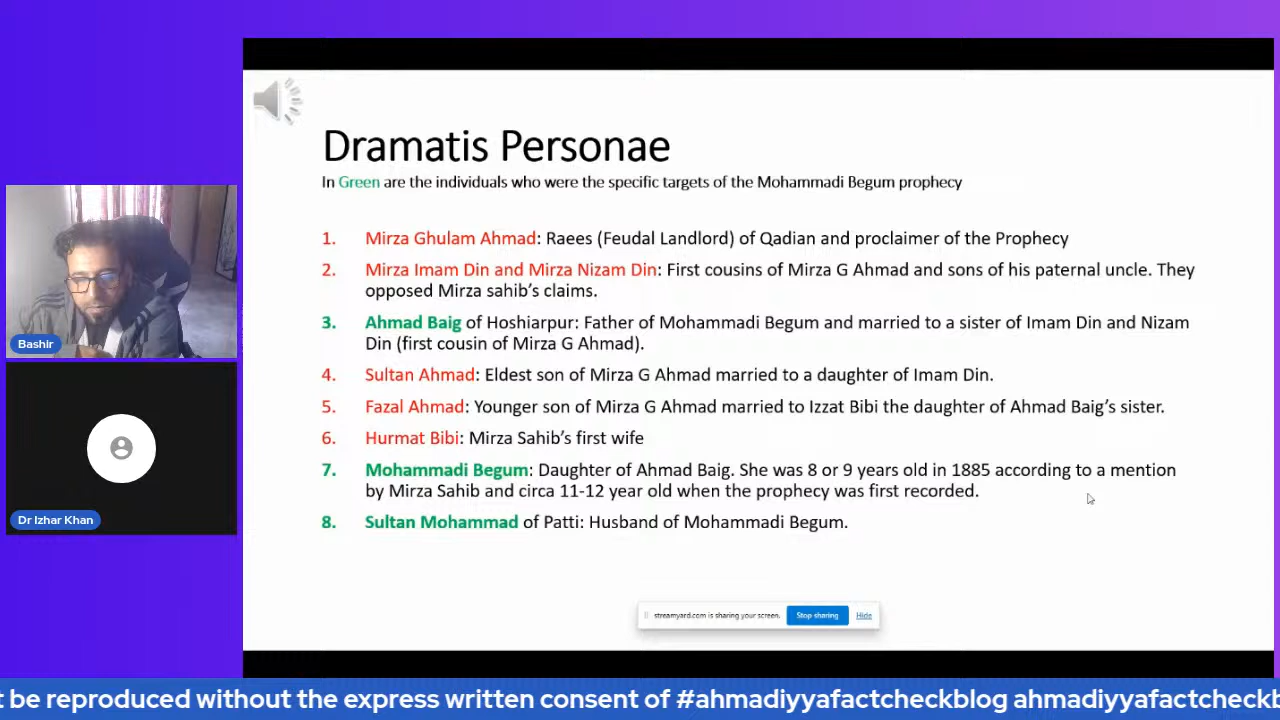 Dramatis Personae
In Green are the individuals who were the specific targets of the Mohammadi Begum prophecy
1. Mirza Ghulam Ahmad: Raees (Feudal Landlord) of Qadian and proclaimer of the Prophecy
2. Mirza Imam Din and Mirza Nizam Din: First cousins of Mirza G Ahmad and sons of his paternal uncle. They
opposed Mirza sahib's claims.
3. Ahmad Baig of Hoshiarpur: Father of Mohammadi Begum and married to a sister of Imam Din and Nizam
Din (first cousin of Mirza G Ahmad).
4. Sultan Ahmad: Eldest son of Mirza G Ahmad married to a daughter of Imam Din.
5. Fazal Ahmad: Younger son of Mirza G Ahmad married to Izzat Bibi the daughter of Ahmad Baig's sister.
6. Hurmat Bibi: Mirza Sahib's first wife
7. Mohammadi Begum: Daughter of Ahmad Baig. She was 8 or 9 years old in 1885 according to a mention
by Mirza Sahib and circa 11-12 year old when the prophecy was first recorded.
8. Sultan Mohammad of Patti: Husband of Mohammadi Begum.
Bashir
Dr Izhar Khan
streamyard.com is sharing your screen. Stop sharing Hide
t be reproduced without the express written consent of #ahmadiyyafactcheckblog ahmadiyyafactcheckb